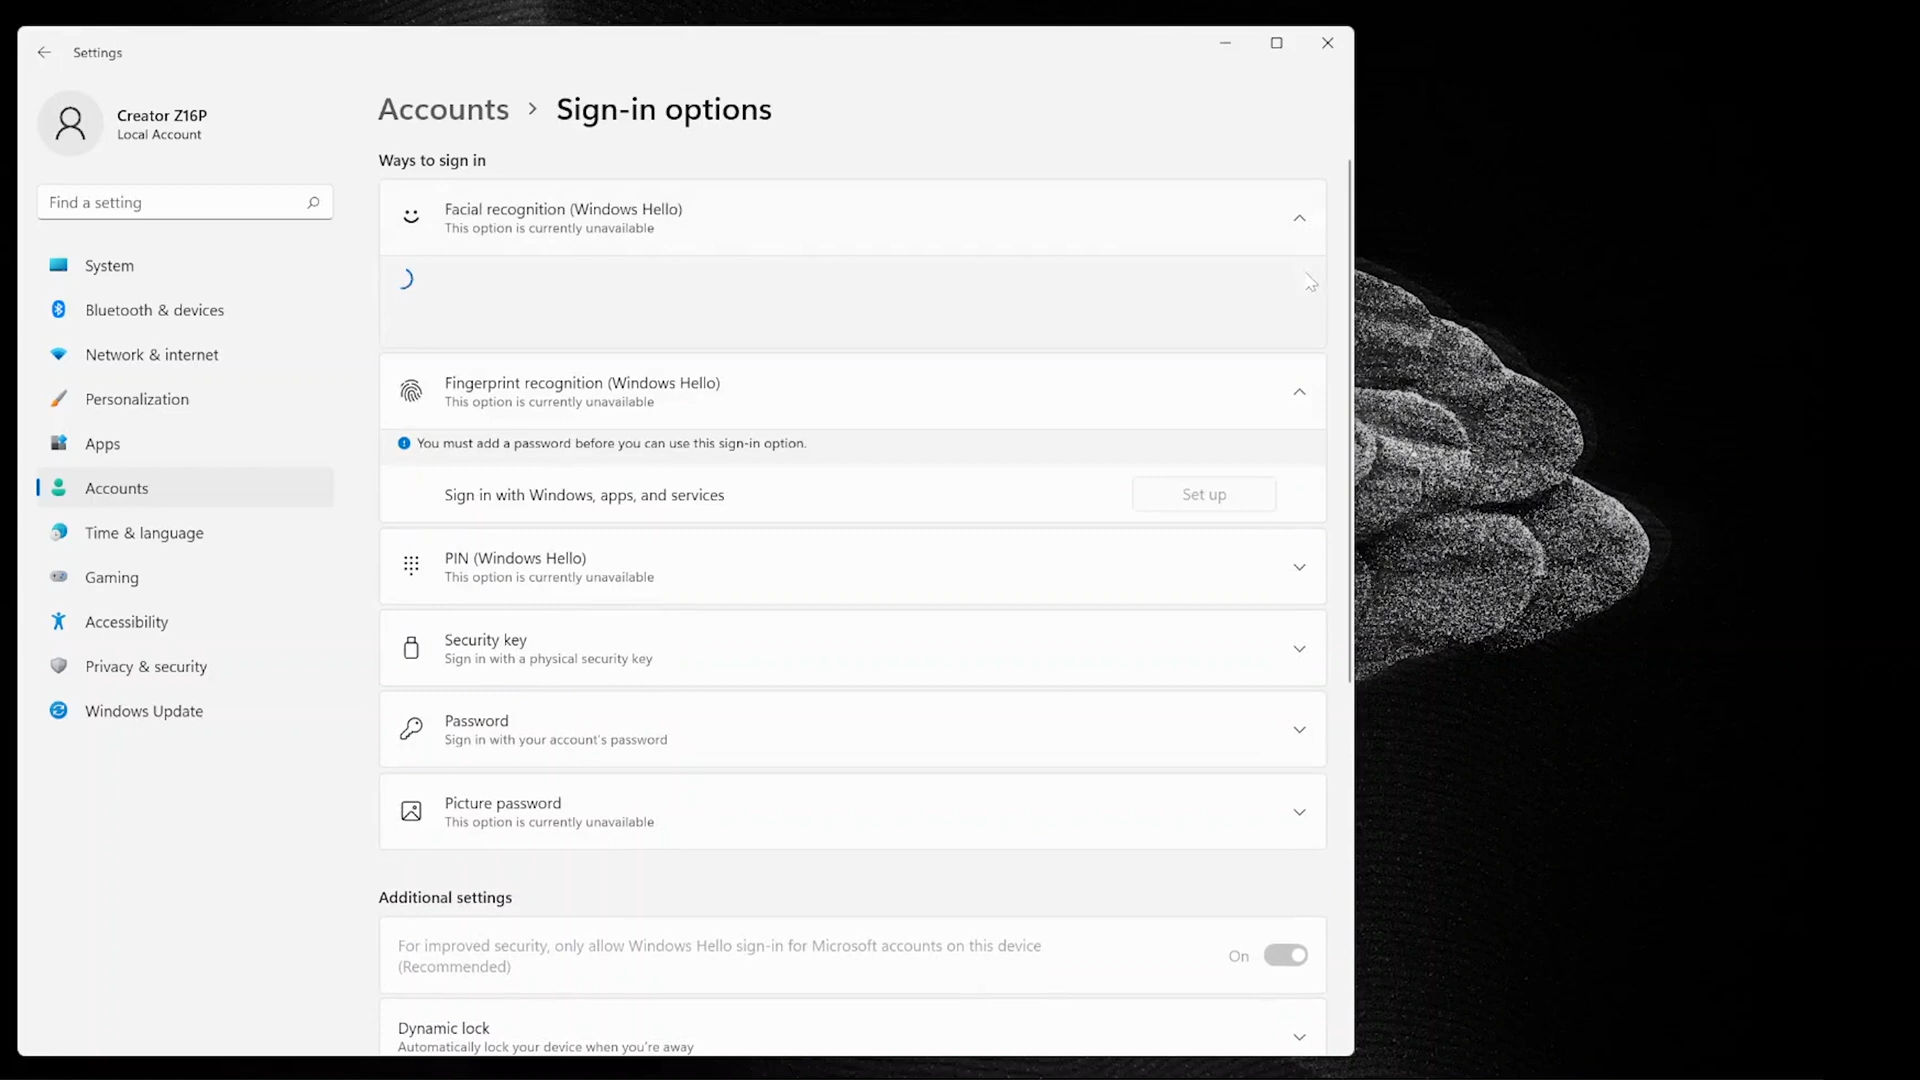 Settings
Creator Z16P
Local Account
Find a setting
System
Bluetooth & devices
Network & internet
Personalization
Apps
Accounts
Time & language
Gaming
Accessibility
Privacy & security
Windows Update
Accounts > Sign-in options
Ways to sign in
Facial recognition (Windows Hello)
This option is currently unavailable
Fingerprint recognition (Windows Hello)
This option is currently unavailable
You must add a password before you can use this sign-in option.
Sign in with Windows, apps, and services
Set up
PIN (Windows Hello)
This option is currently unavailable
Security key
Sign in with a physical security key
Password
Sign in with your account's password
Picture password
This option is currently unavailable
Additional settings
For improved security, only allow Windows Hello sign-in for Microsoft accounts on this device
(Recommended)
On
Dynamic lock
Automatically lock your device when you're away